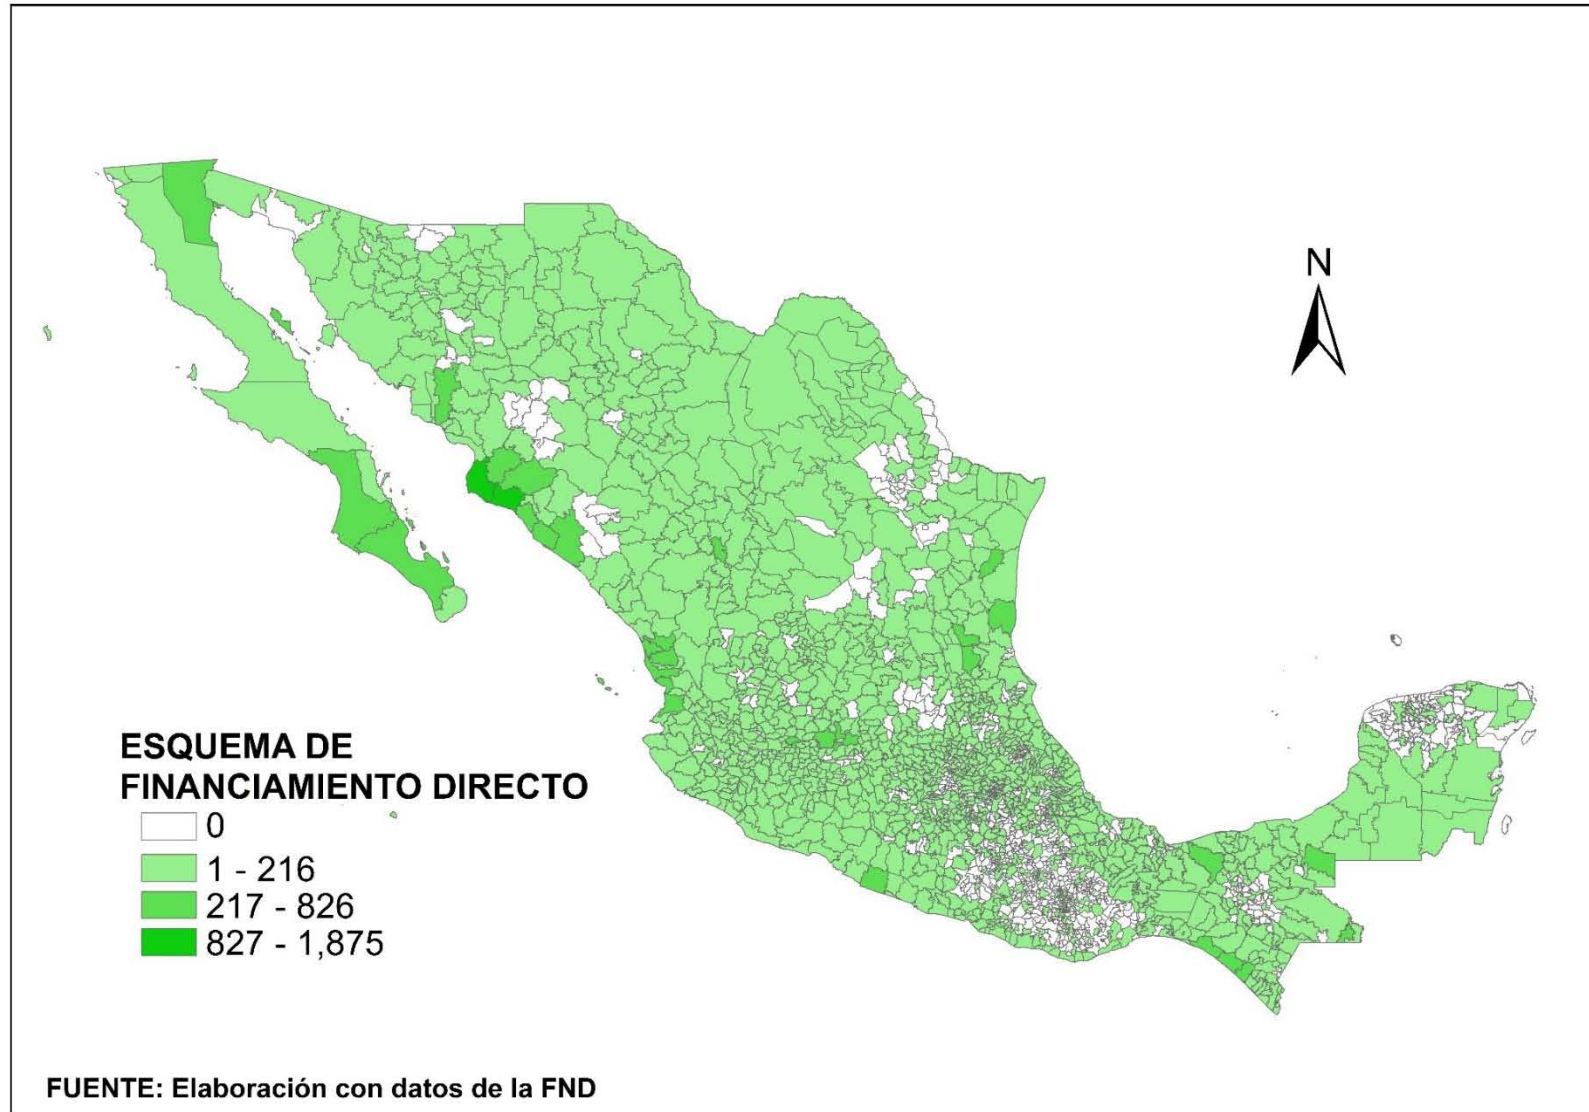 N
ESQUEMA DE
FINANCIAMIENTO DIRECTO
0
1 - 216
217 - 826
827 - 1,875
FUENTE: Elaboración con datos de la FND